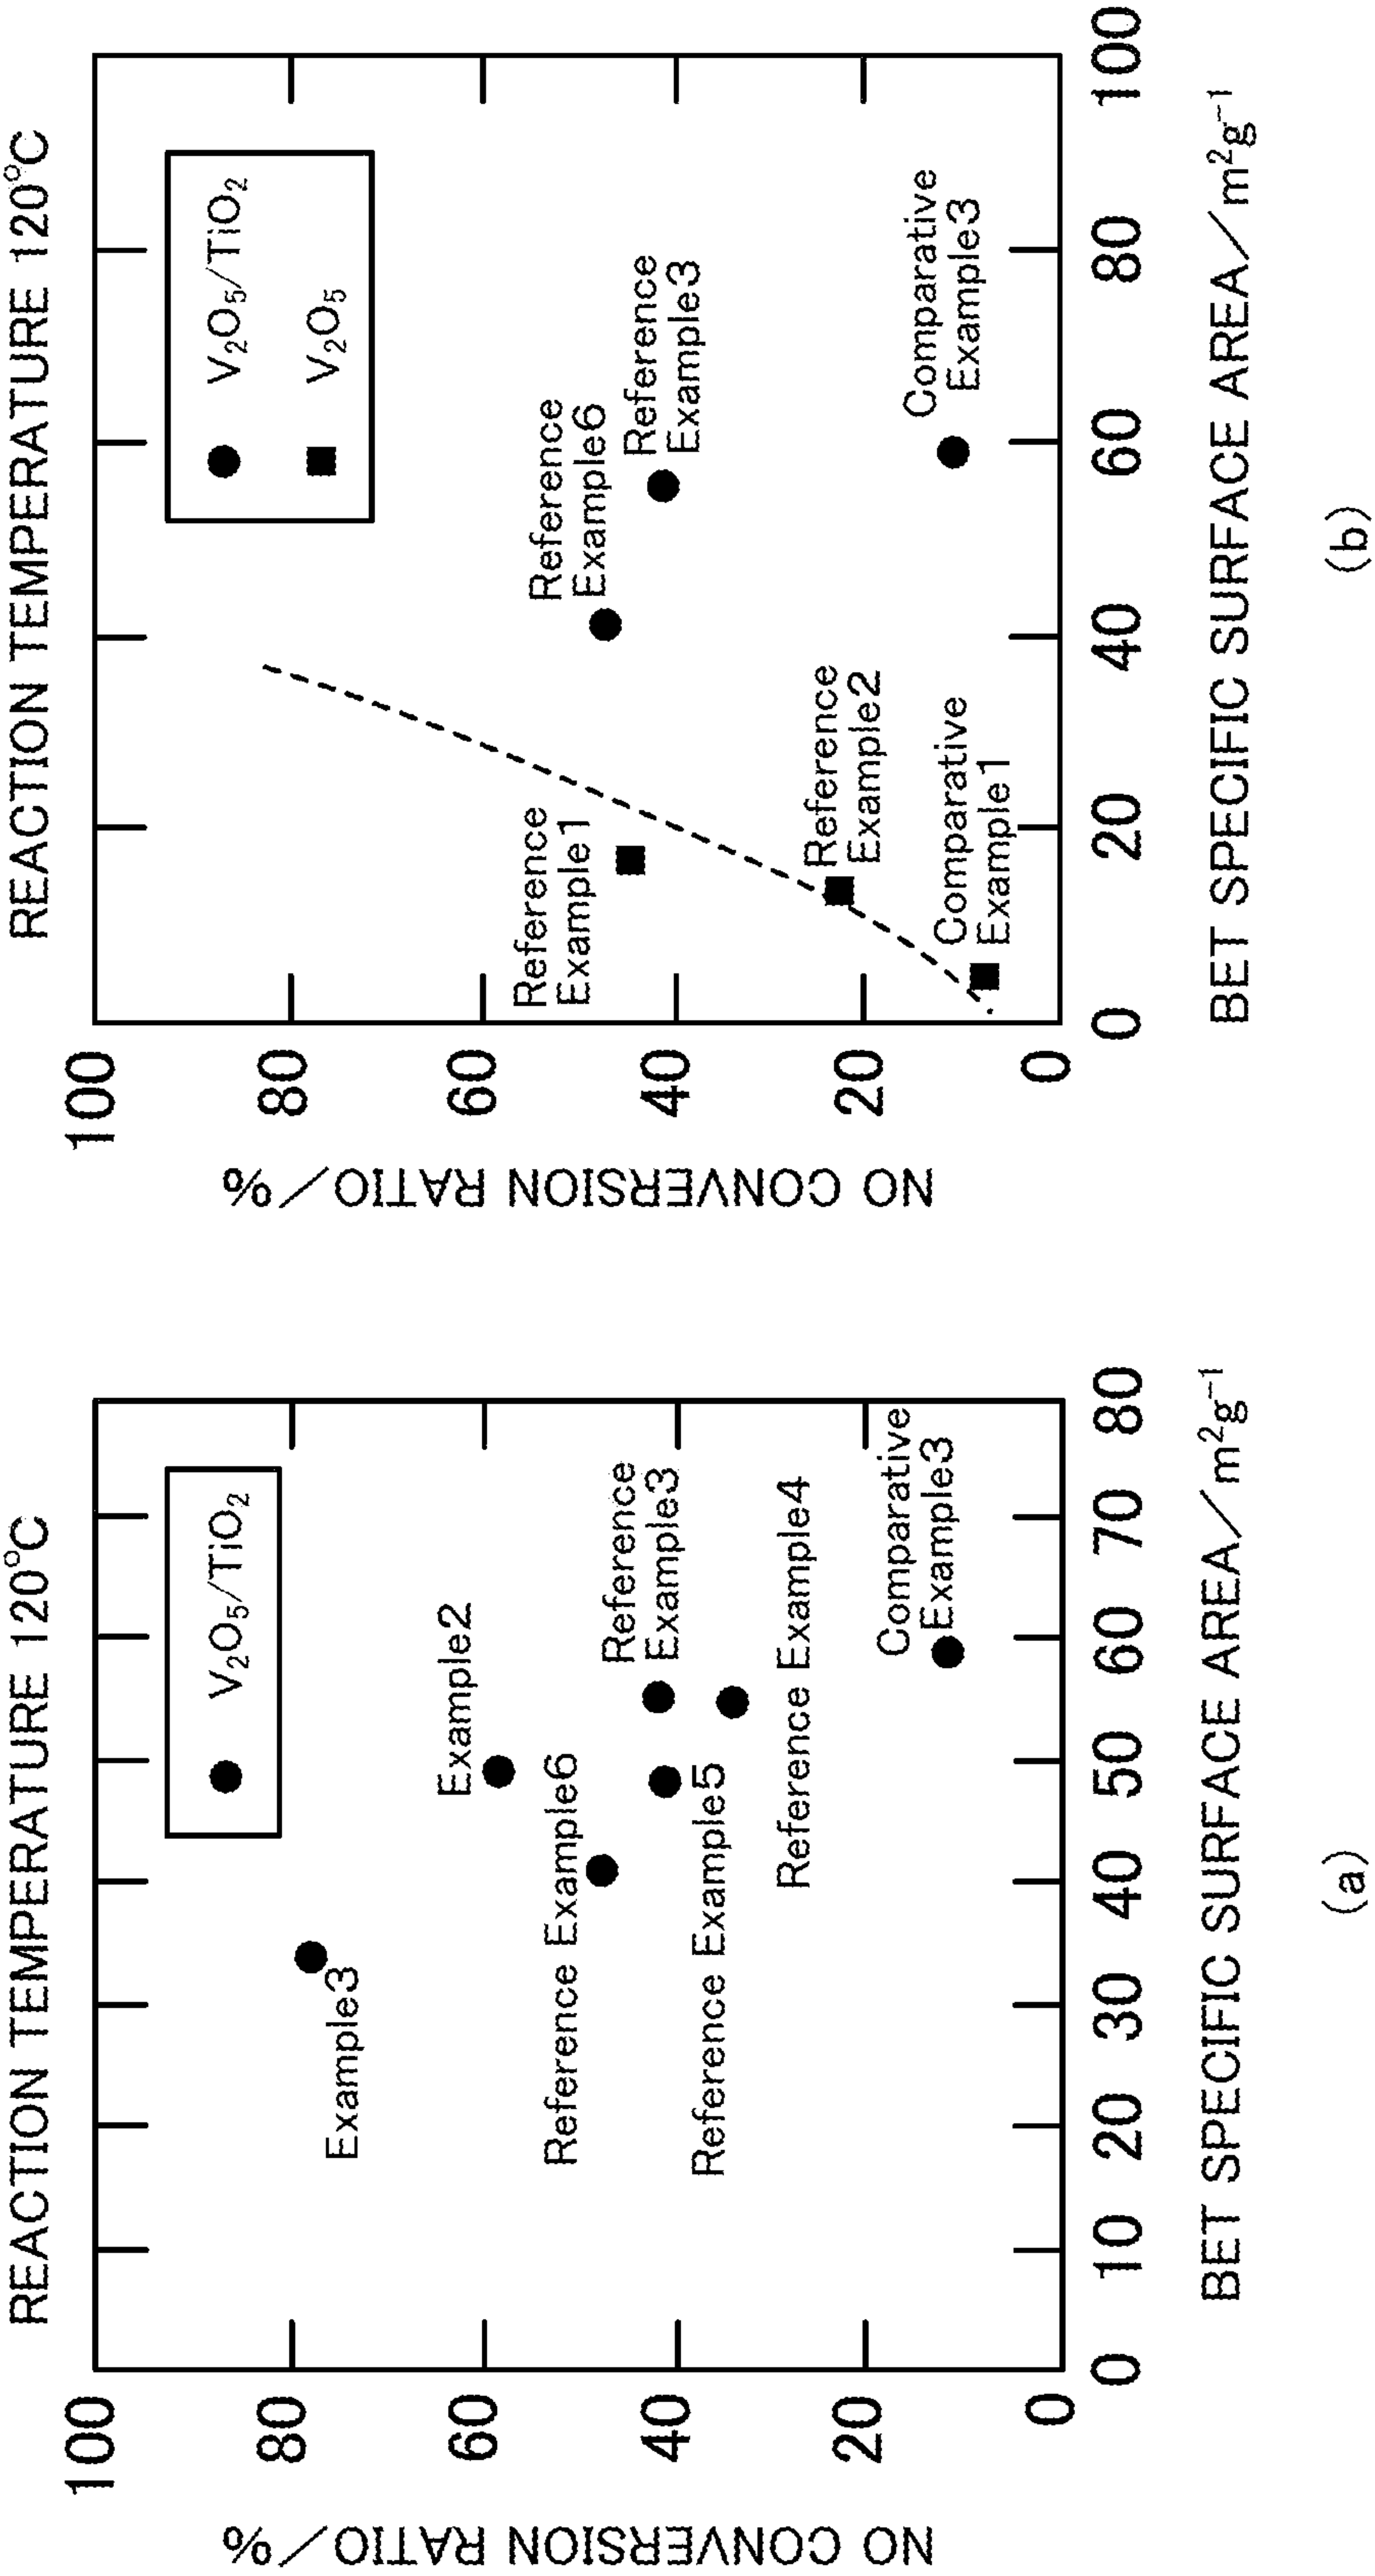 REACTION TEMPERATURE 120°C
V₂O₅/TiO₂
Example3
Example2
Reference Example6
Reference
Example3
Reference Example5
Reference Example4
Comparative
Example3
100
80
60
40
20
0
NO CONVERSION RATIO/%
0 10 20 30 40 50 60 70 80
BET SPECIFIC SURFACE AREA/m²g⁻¹
(a)
REACTION TEMPERATURE 120°C
V₂O₅/TiO₂
V₂O₅
Reference
Example1
Reference
Example6
Reference
Example3
Reference
Example2
Comparative
Example1
Comparative
Example3
100
80
60
40
20
0
NO CONVERSION RATIO/%
0 20 40 60 80 100
BET SPECIFIC SURFACE AREA/m²g⁻¹
(b)